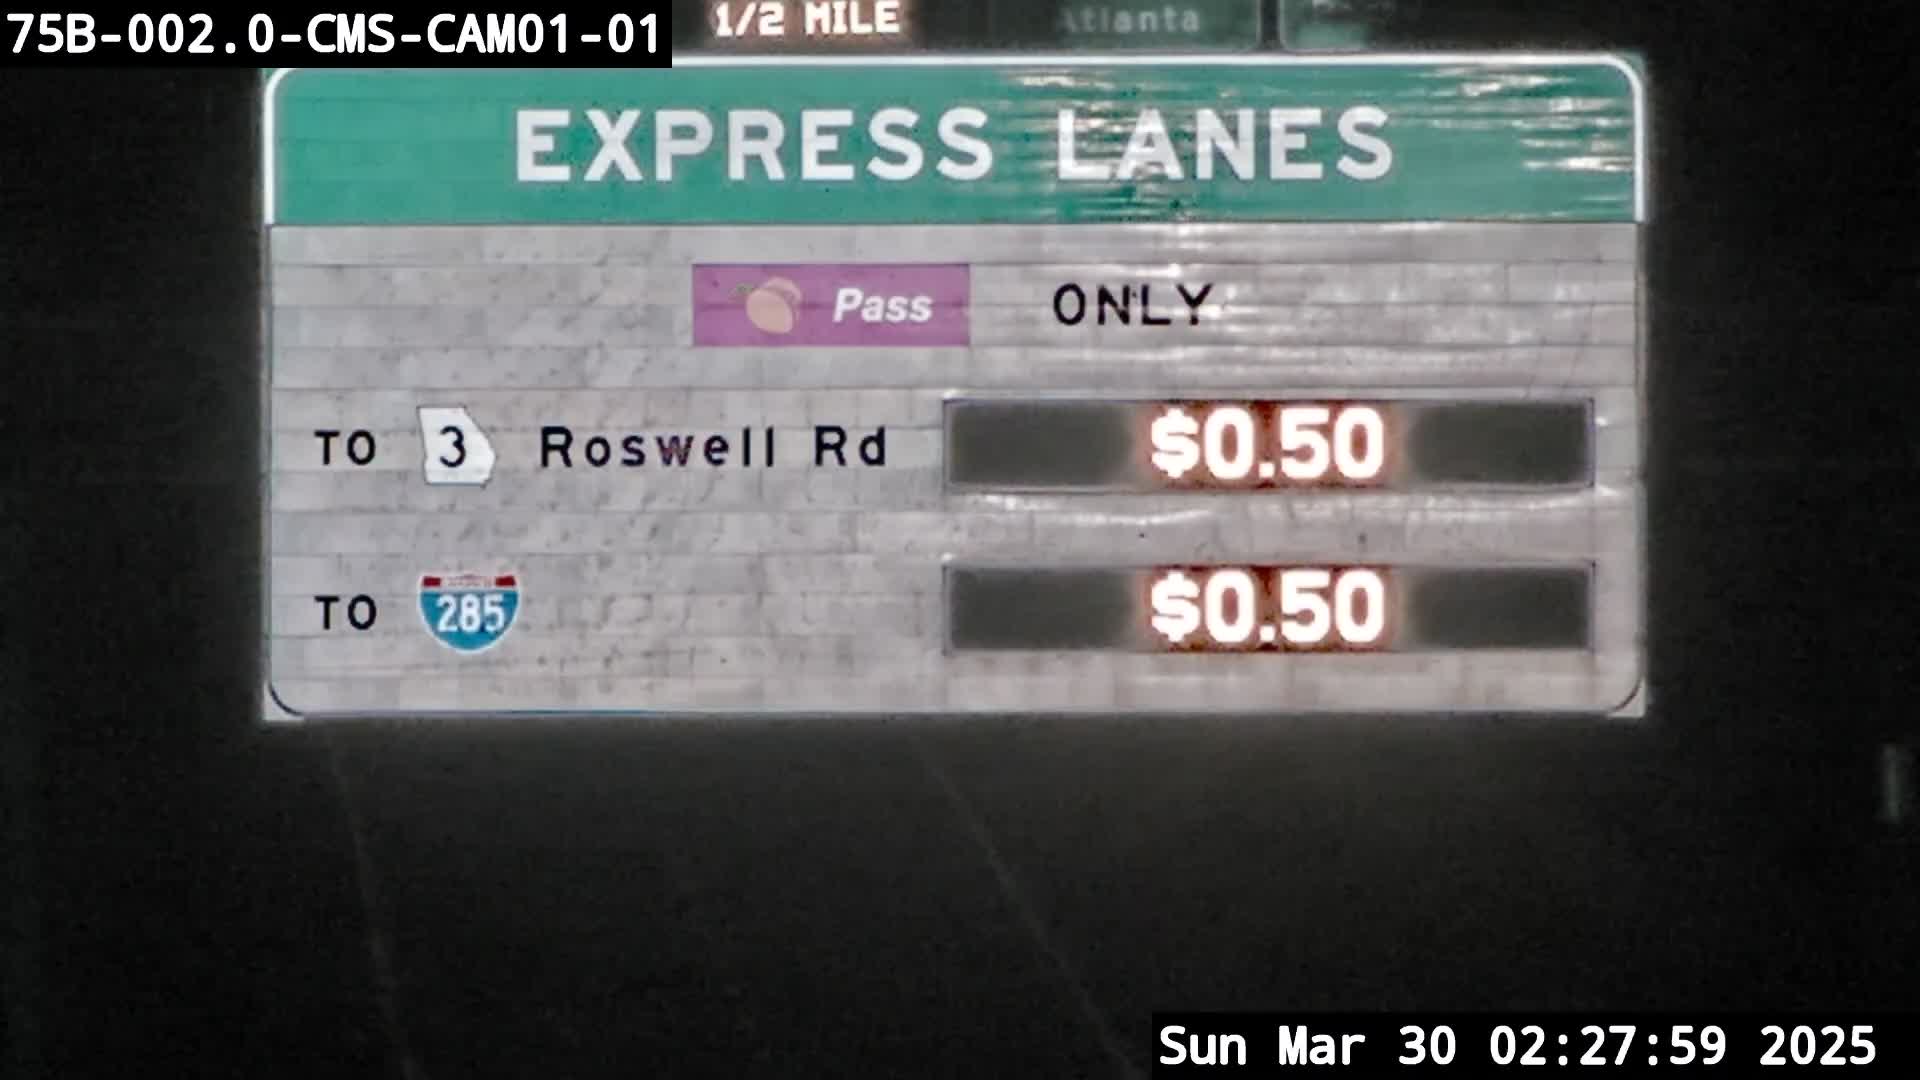 75B-002.0-CMS-CAM01-01
1/2 MILE
Atlanta
EXPRESS LANES
Pass ONLY
TO 3 Roswell Rd $0.50
TO 285 $0.50
Sun Mar 30 02:27:59 2025